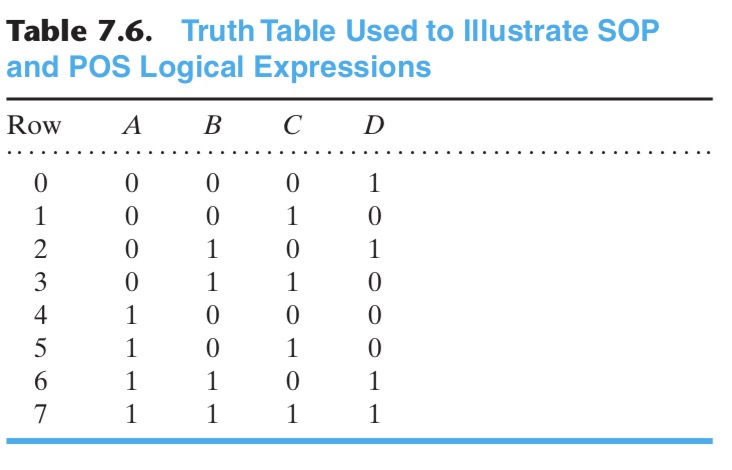 Table 7.6. Truth Table Used to Illustrate SOP
and POS Logical Expressions
Row A B C D
0 0 0 0 1
1 0 0 1 0
2 0 1 0 1
3 0 1 1 0
4 1 0 0 0
5 1 0 1 0
6 1 1 0 1
7 1 1 1 1